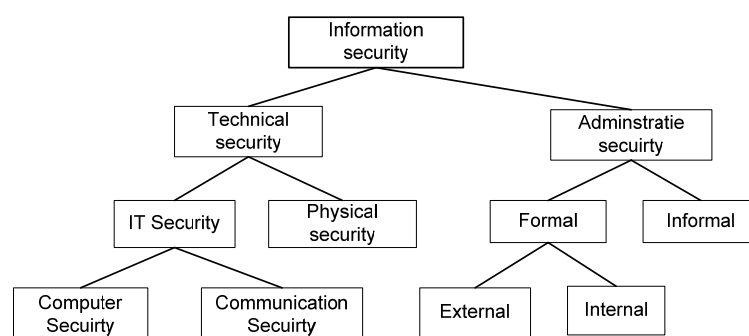 Information
security
Technical
security
Adminstratie
secuirty
IT Security
Physical
security
Formal
Informal
Computer
Secuirty
Communication
Secuirty
External
Internal